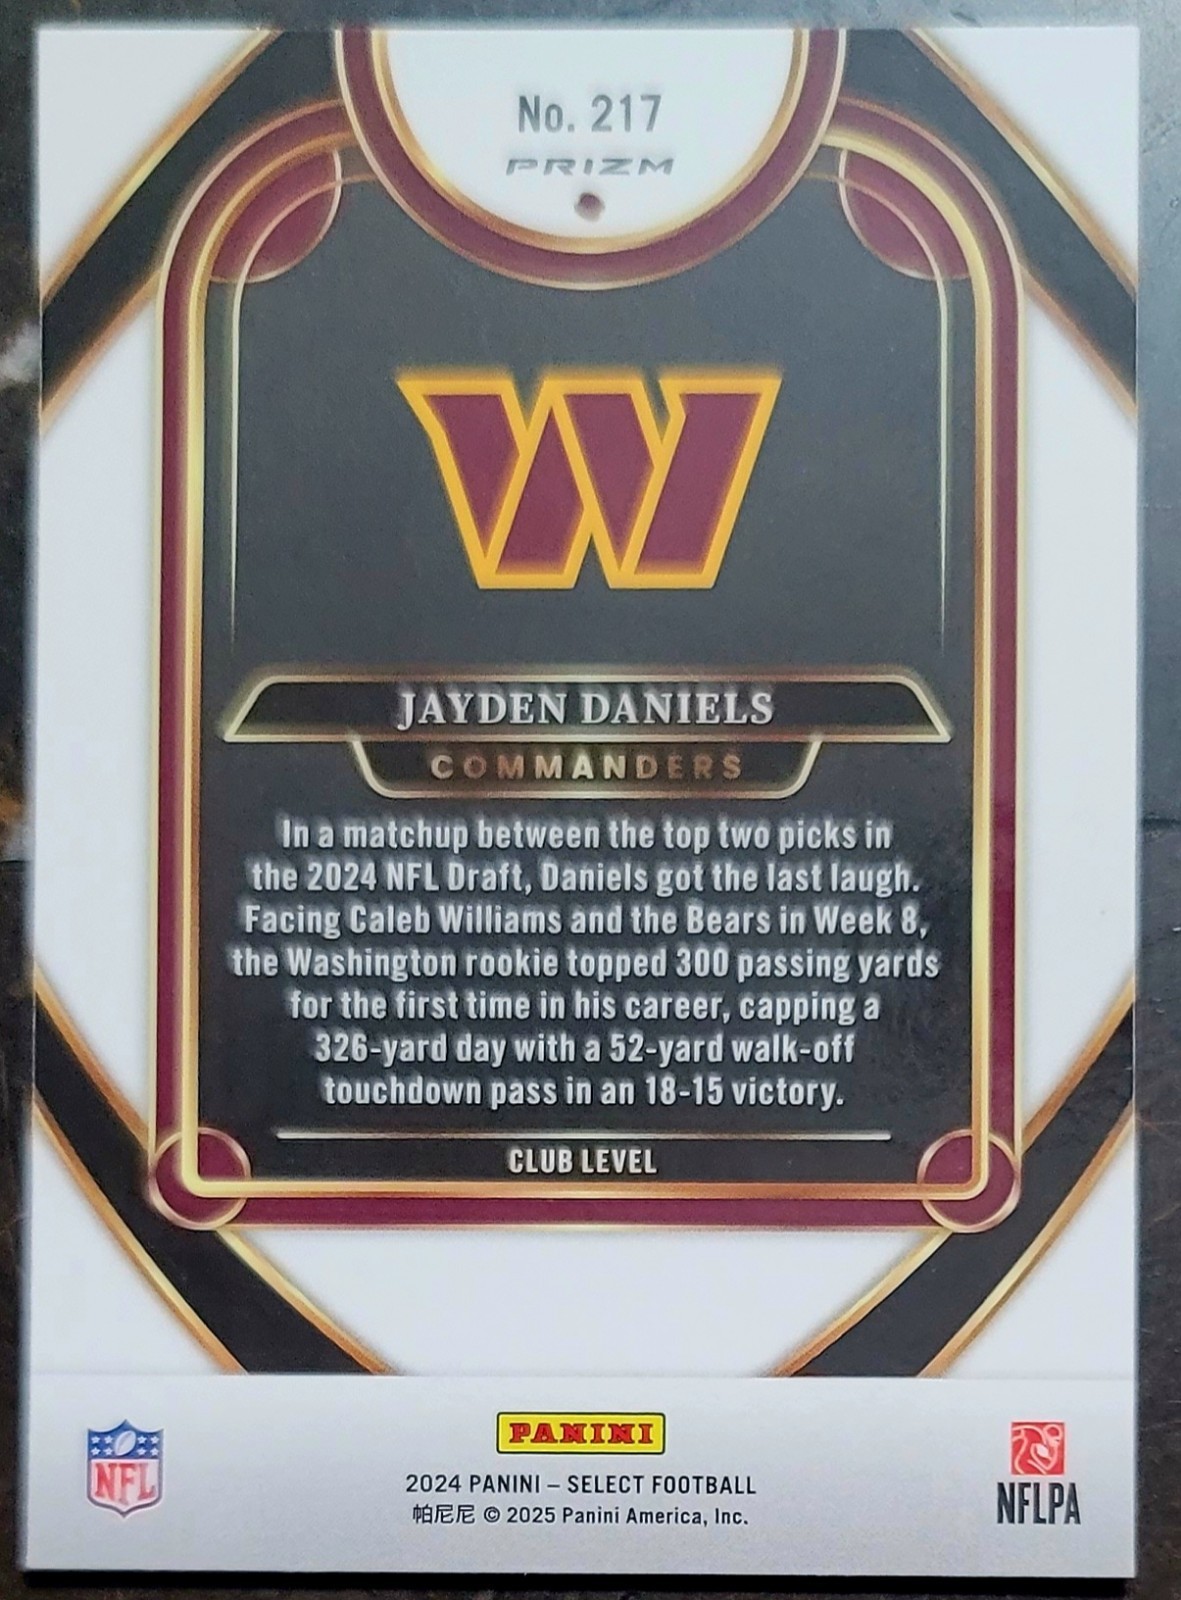 No. 217
PRIZM
W
JAYDEN DANIELS
COMMANDERS
In a matchup between the top two picks in
the 2024 NFL Draft, Daniels got the last laugh.
Facing Caleb Williams and the Bears in Week 8,
the Washington rookie topped 300 passing yards
for the first time in his career, capping a
326-yard day with a 52-yard walk-off
touchdown pass in an 18-15 victory.
CLUB LEVEL
NFL
PANINI
2024 PANINI – SELECT FOOTBALL
帕尼尼 © 2025 Panini America, Inc.
NFLPA